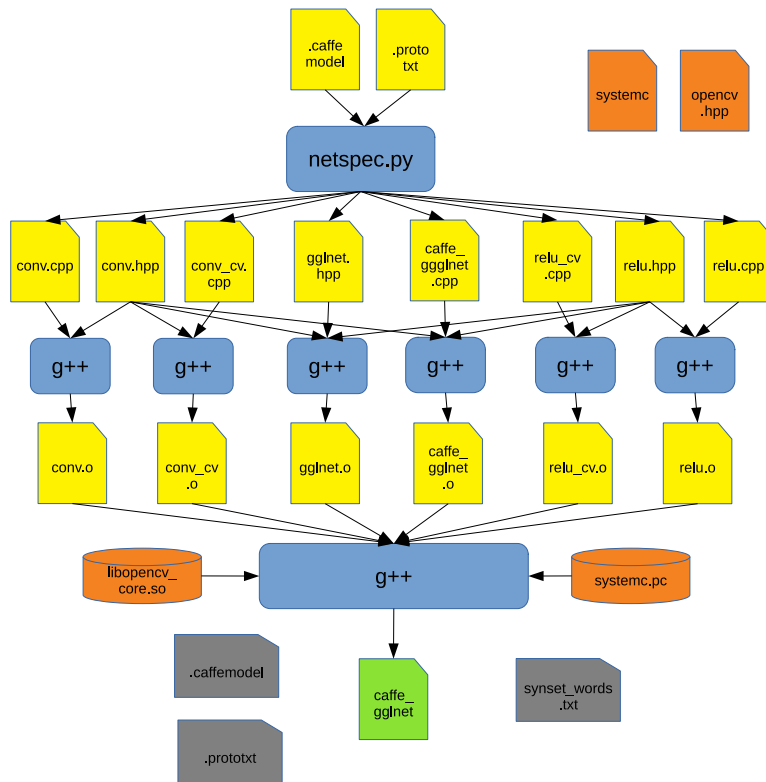 .caffe
model
.proto
txt
systemc
opencv
.hpp
netspec.py
conv.cpp
conv.hpp
conv_cv.
cpp
gglnet.
hpp
caffe_
ggglnet
.cpp
relu_cv
.cpp
relu.hpp
relu.cpp
g++
g++
g++
g++
g++
g++
conv.o
conv_cv
.o
gglnet.o
caffe_
gglnet
.o
relu_cv.o
relu.o
libopencv_
core.so
g++
systemc.pc
.caffemodel
caffe_
gglnet
synset_words
.txt
.prototxt